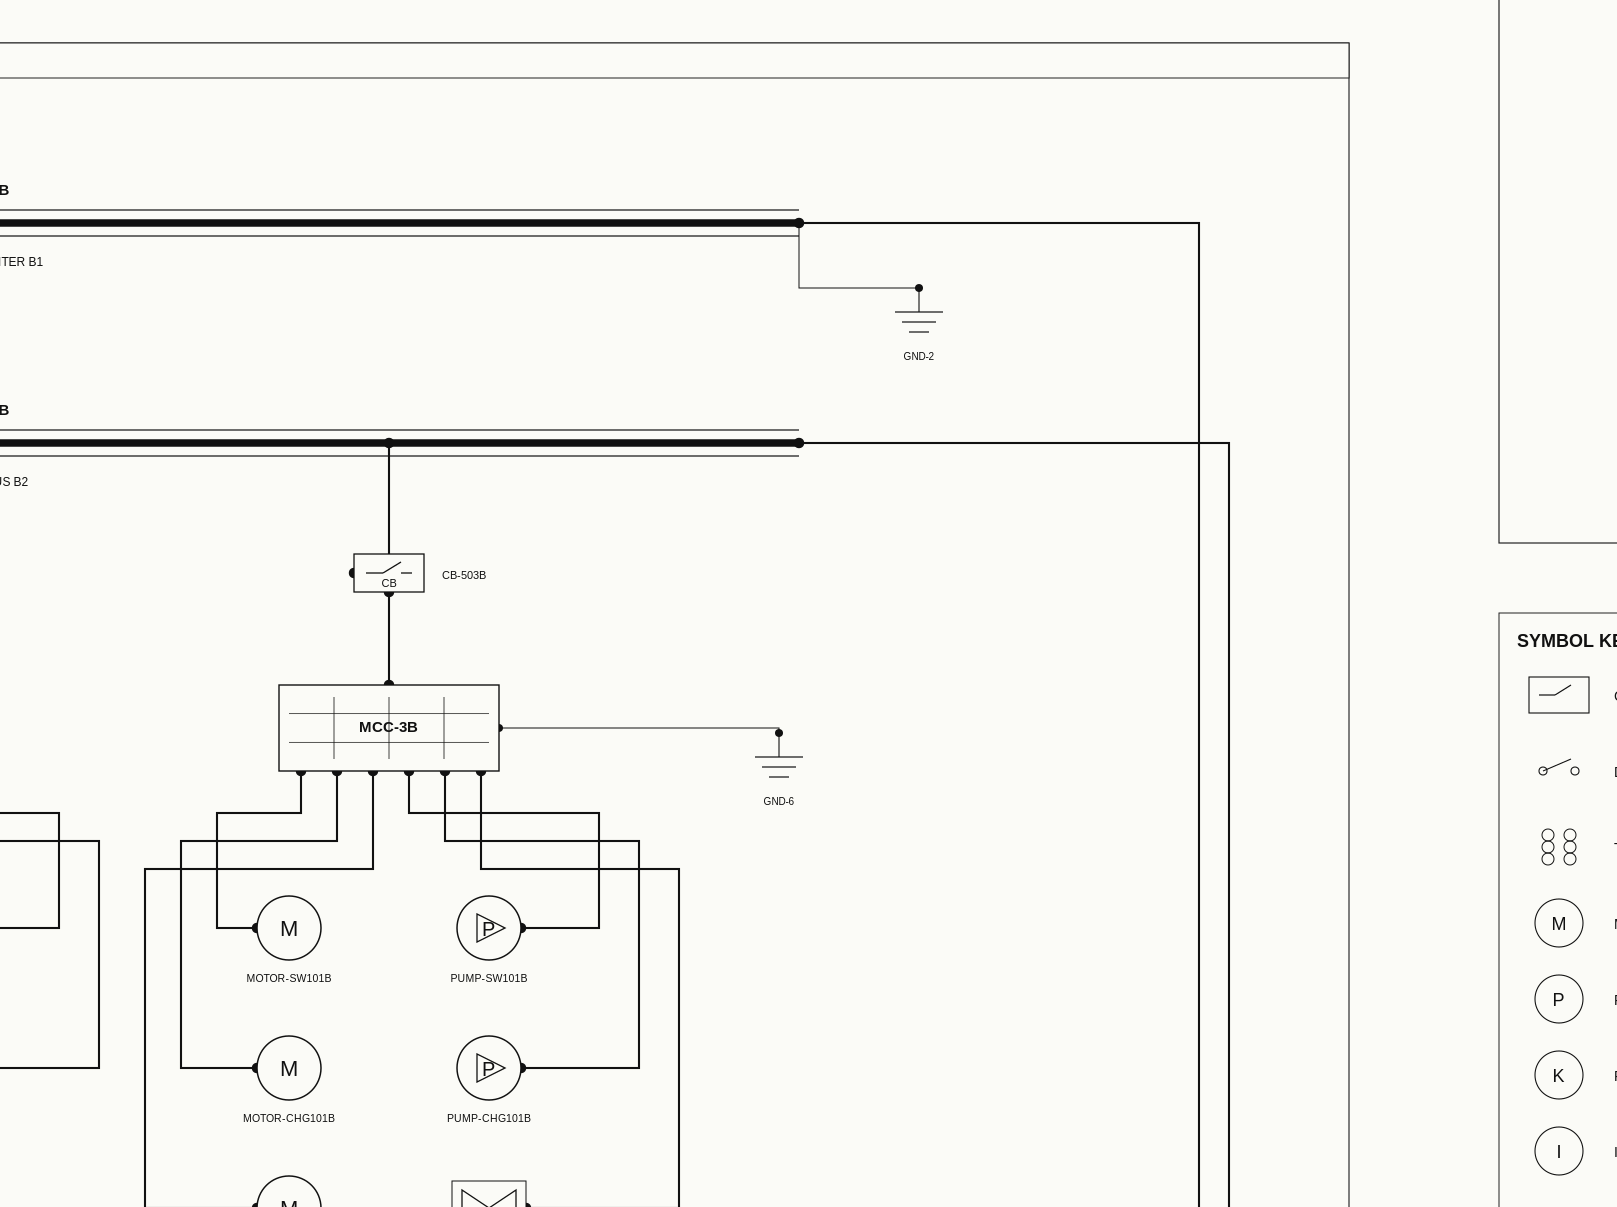 B
TER B1
GND-2
B
US B2
CB
CB-503B
MCC-3B
GND-6
M
MOTOR-SW101B
P
PUMP-SW101B
M
MOTOR-CHG101B
P
PUMP-CHG101B
M
SYMBOL KE
M
P
K
I